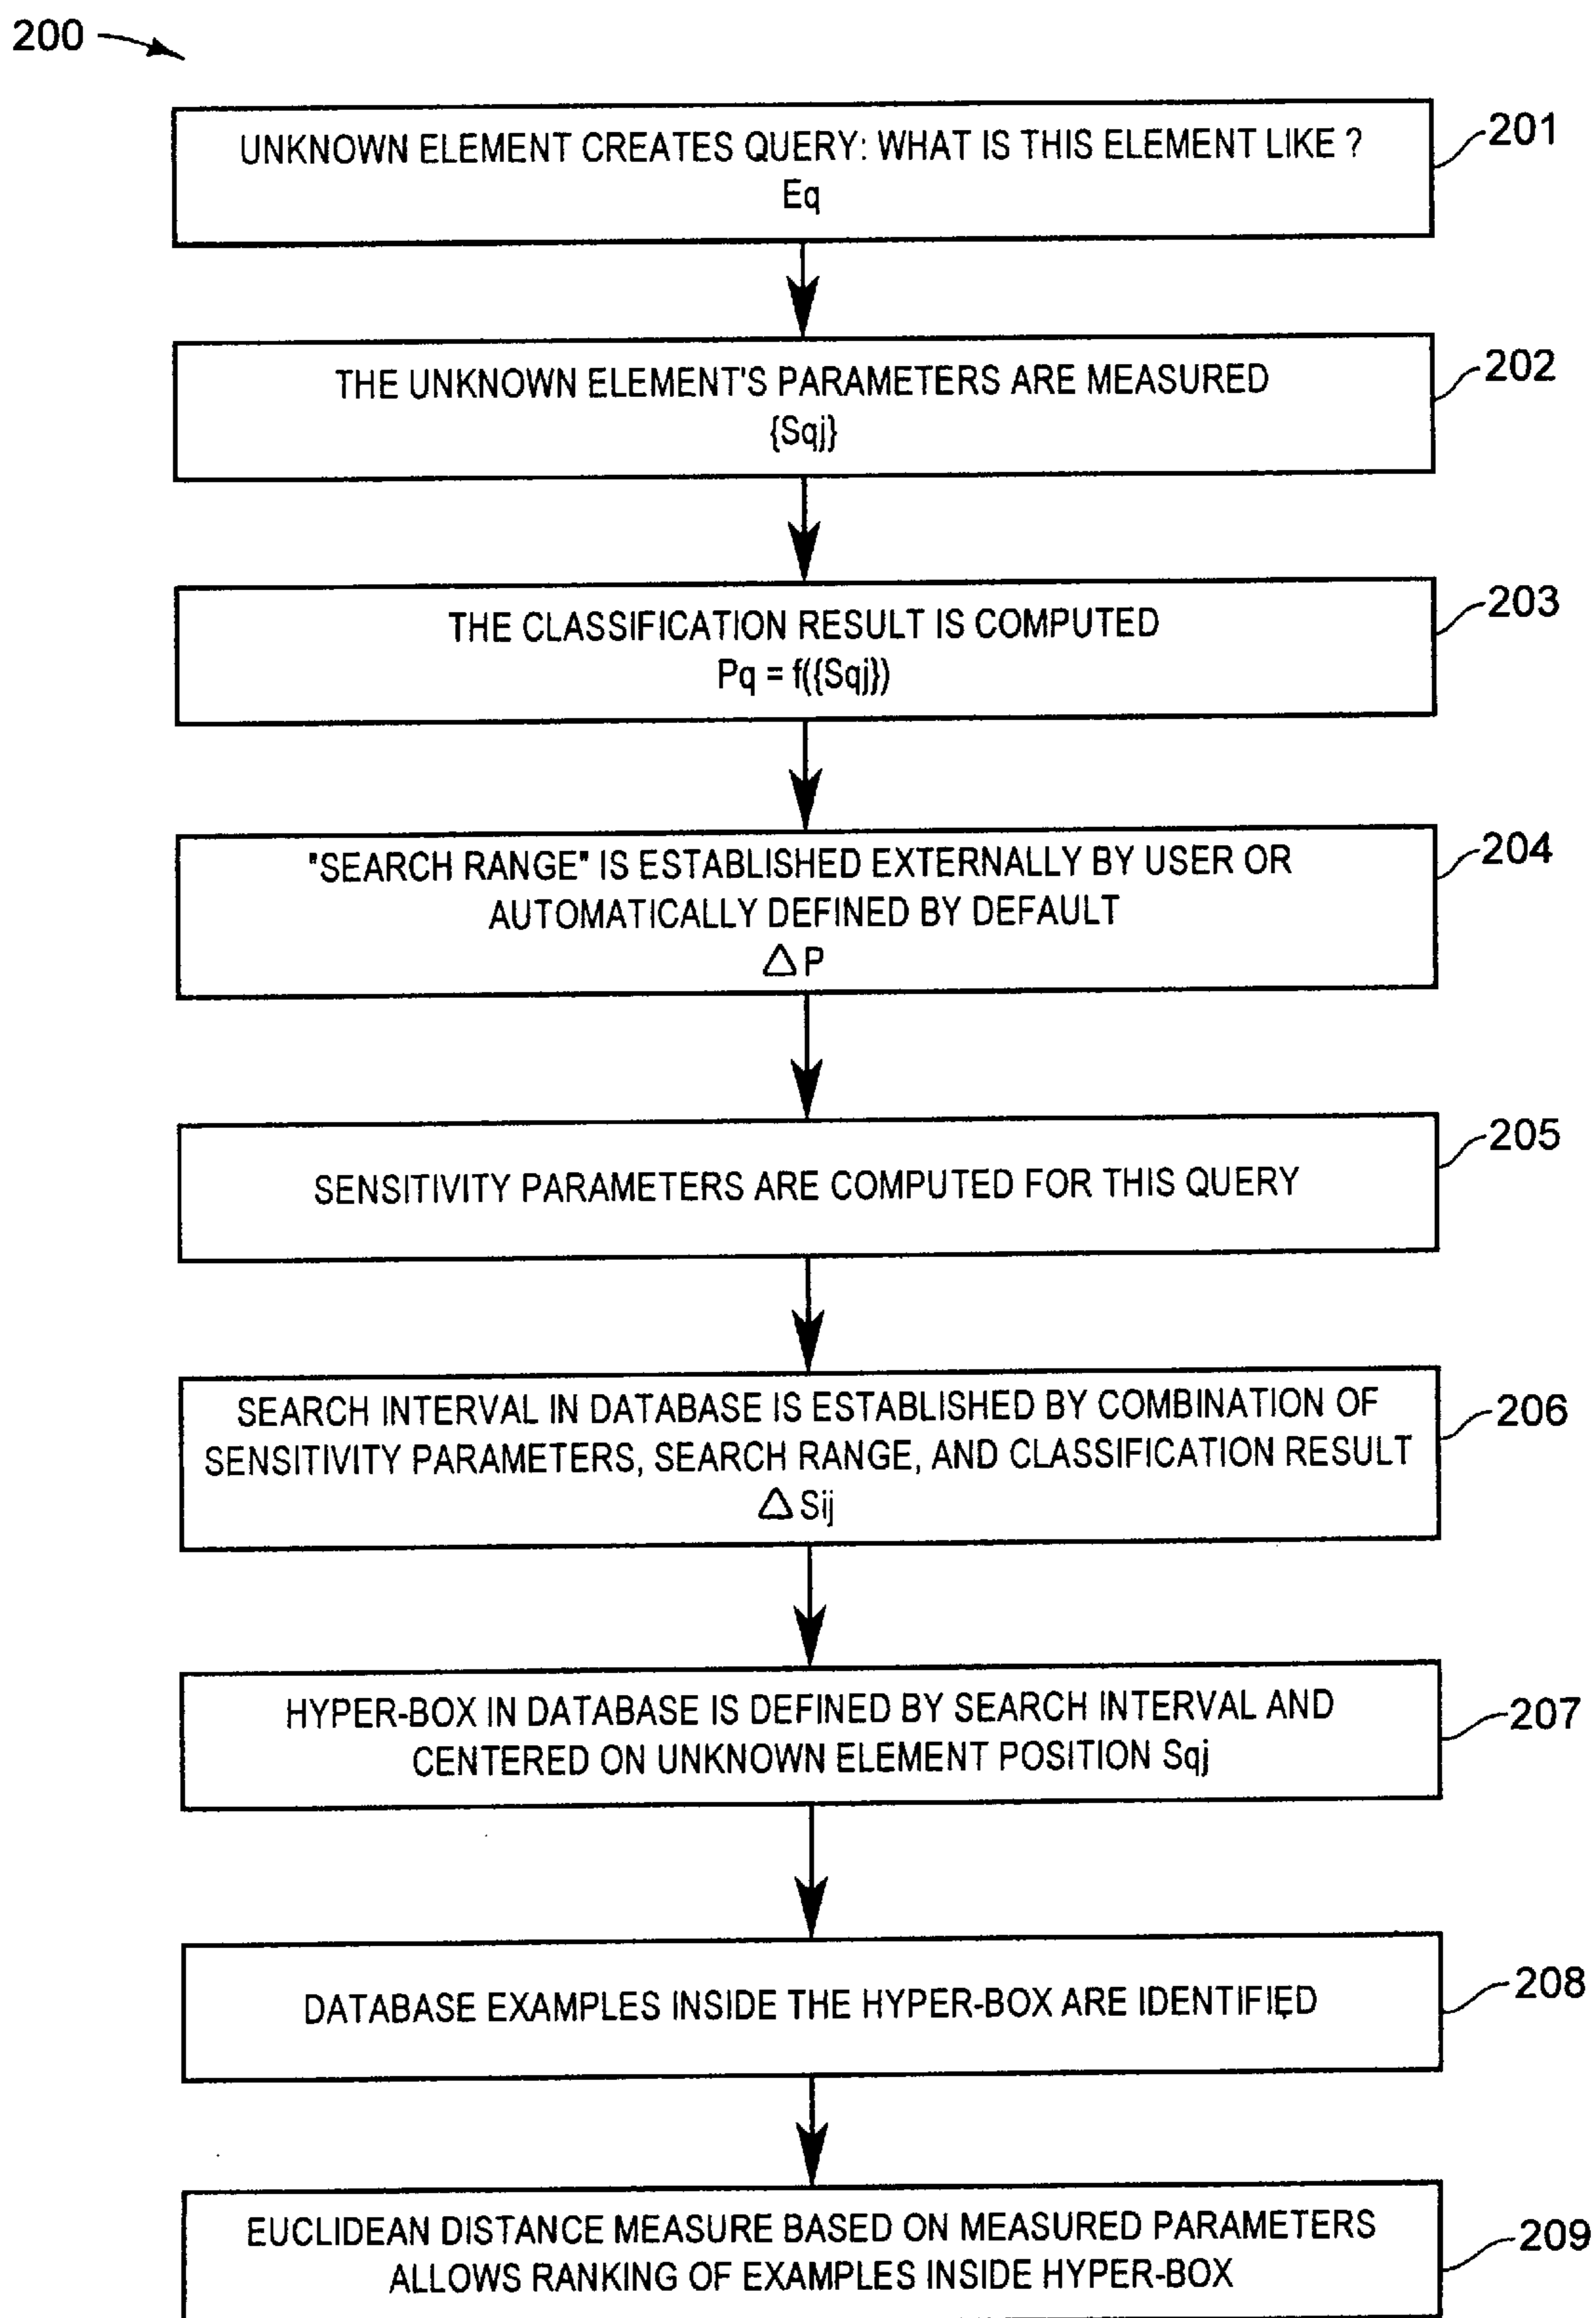 200
UNKNOWN ELEMENT CREATES QUERY: WHAT IS THIS ELEMENT LIKE ?
Eq
201
THE UNKNOWN ELEMENT'S PARAMETERS ARE MEASURED
{Sqj}
202
THE CLASSIFICATION RESULT IS COMPUTED
Pq = f({Sqj})
203
"SEARCH RANGE" IS ESTABLISHED EXTERNALLY BY USER OR
AUTOMATICALLY DEFINED BY DEFAULT
△ P
204
SENSITIVITY PARAMETERS ARE COMPUTED FOR THIS QUERY
205
SEARCH INTERVAL IN DATABASE IS ESTABLISHED BY COMBINATION OF
SENSITIVITY PARAMETERS, SEARCH RANGE, AND CLASSIFICATION RESULT
△ Sij
206
HYPER-BOX IN DATABASE IS DEFINED BY SEARCH INTERVAL AND
CENTERED ON UNKNOWN ELEMENT POSITION Sqj
207
DATABASE EXAMPLES INSIDE THE HYPER-BOX ARE IDENTIFIED
208
EUCLIDEAN DISTANCE MEASURE BASED ON MEASURED PARAMETERS
ALLOWS RANKING OF EXAMPLES INSIDE HYPER-BOX
209